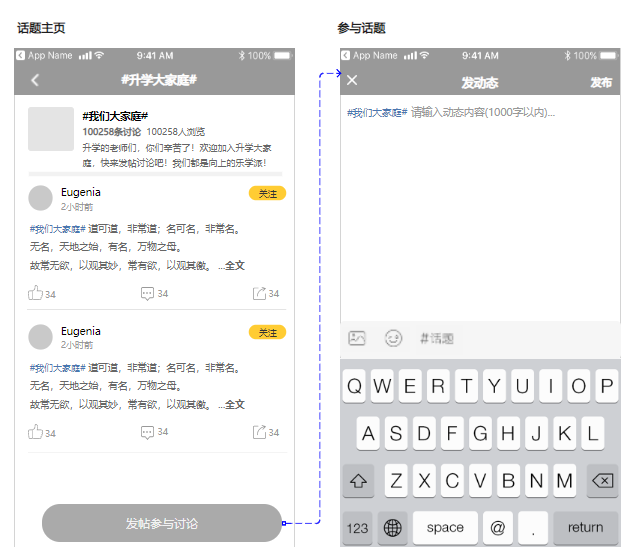 话题主页
App Name 9:41 AM 100%
#升学大家庭#
#我们大家庭#
100258条讨论 100258人浏览
升学的老师们，你们辛苦了！欢迎加入升学大家
庭，快来发帖讨论吧！我们都是向上的乐学派！
Eugenia
关注
2小时前
#我们大家庭# 道可道，非常道；名可名，非常名。
无名，天地之始，有名，万物之母。
故常无欲，以观其妙，常有欲，以观其徼。 ...全文
34 34 34
Eugenia
关注
2小时前
#我们大家庭# 道可道，非常道；名可名，非常名。
无名，天地之始，有名，万物之母。
故常无欲，以观其妙，常有欲，以观其徼。 ...全文
34 34 34
发帖参与讨论
参与话题
App Name 9:41 AM 100%
发动态 发布
#我们大家庭# 请输入动态内容(1000字以内)...
#话题
Q W E R T Y U I O P
A S D F G H J K L
Z X C V B N M
123 space @ . return